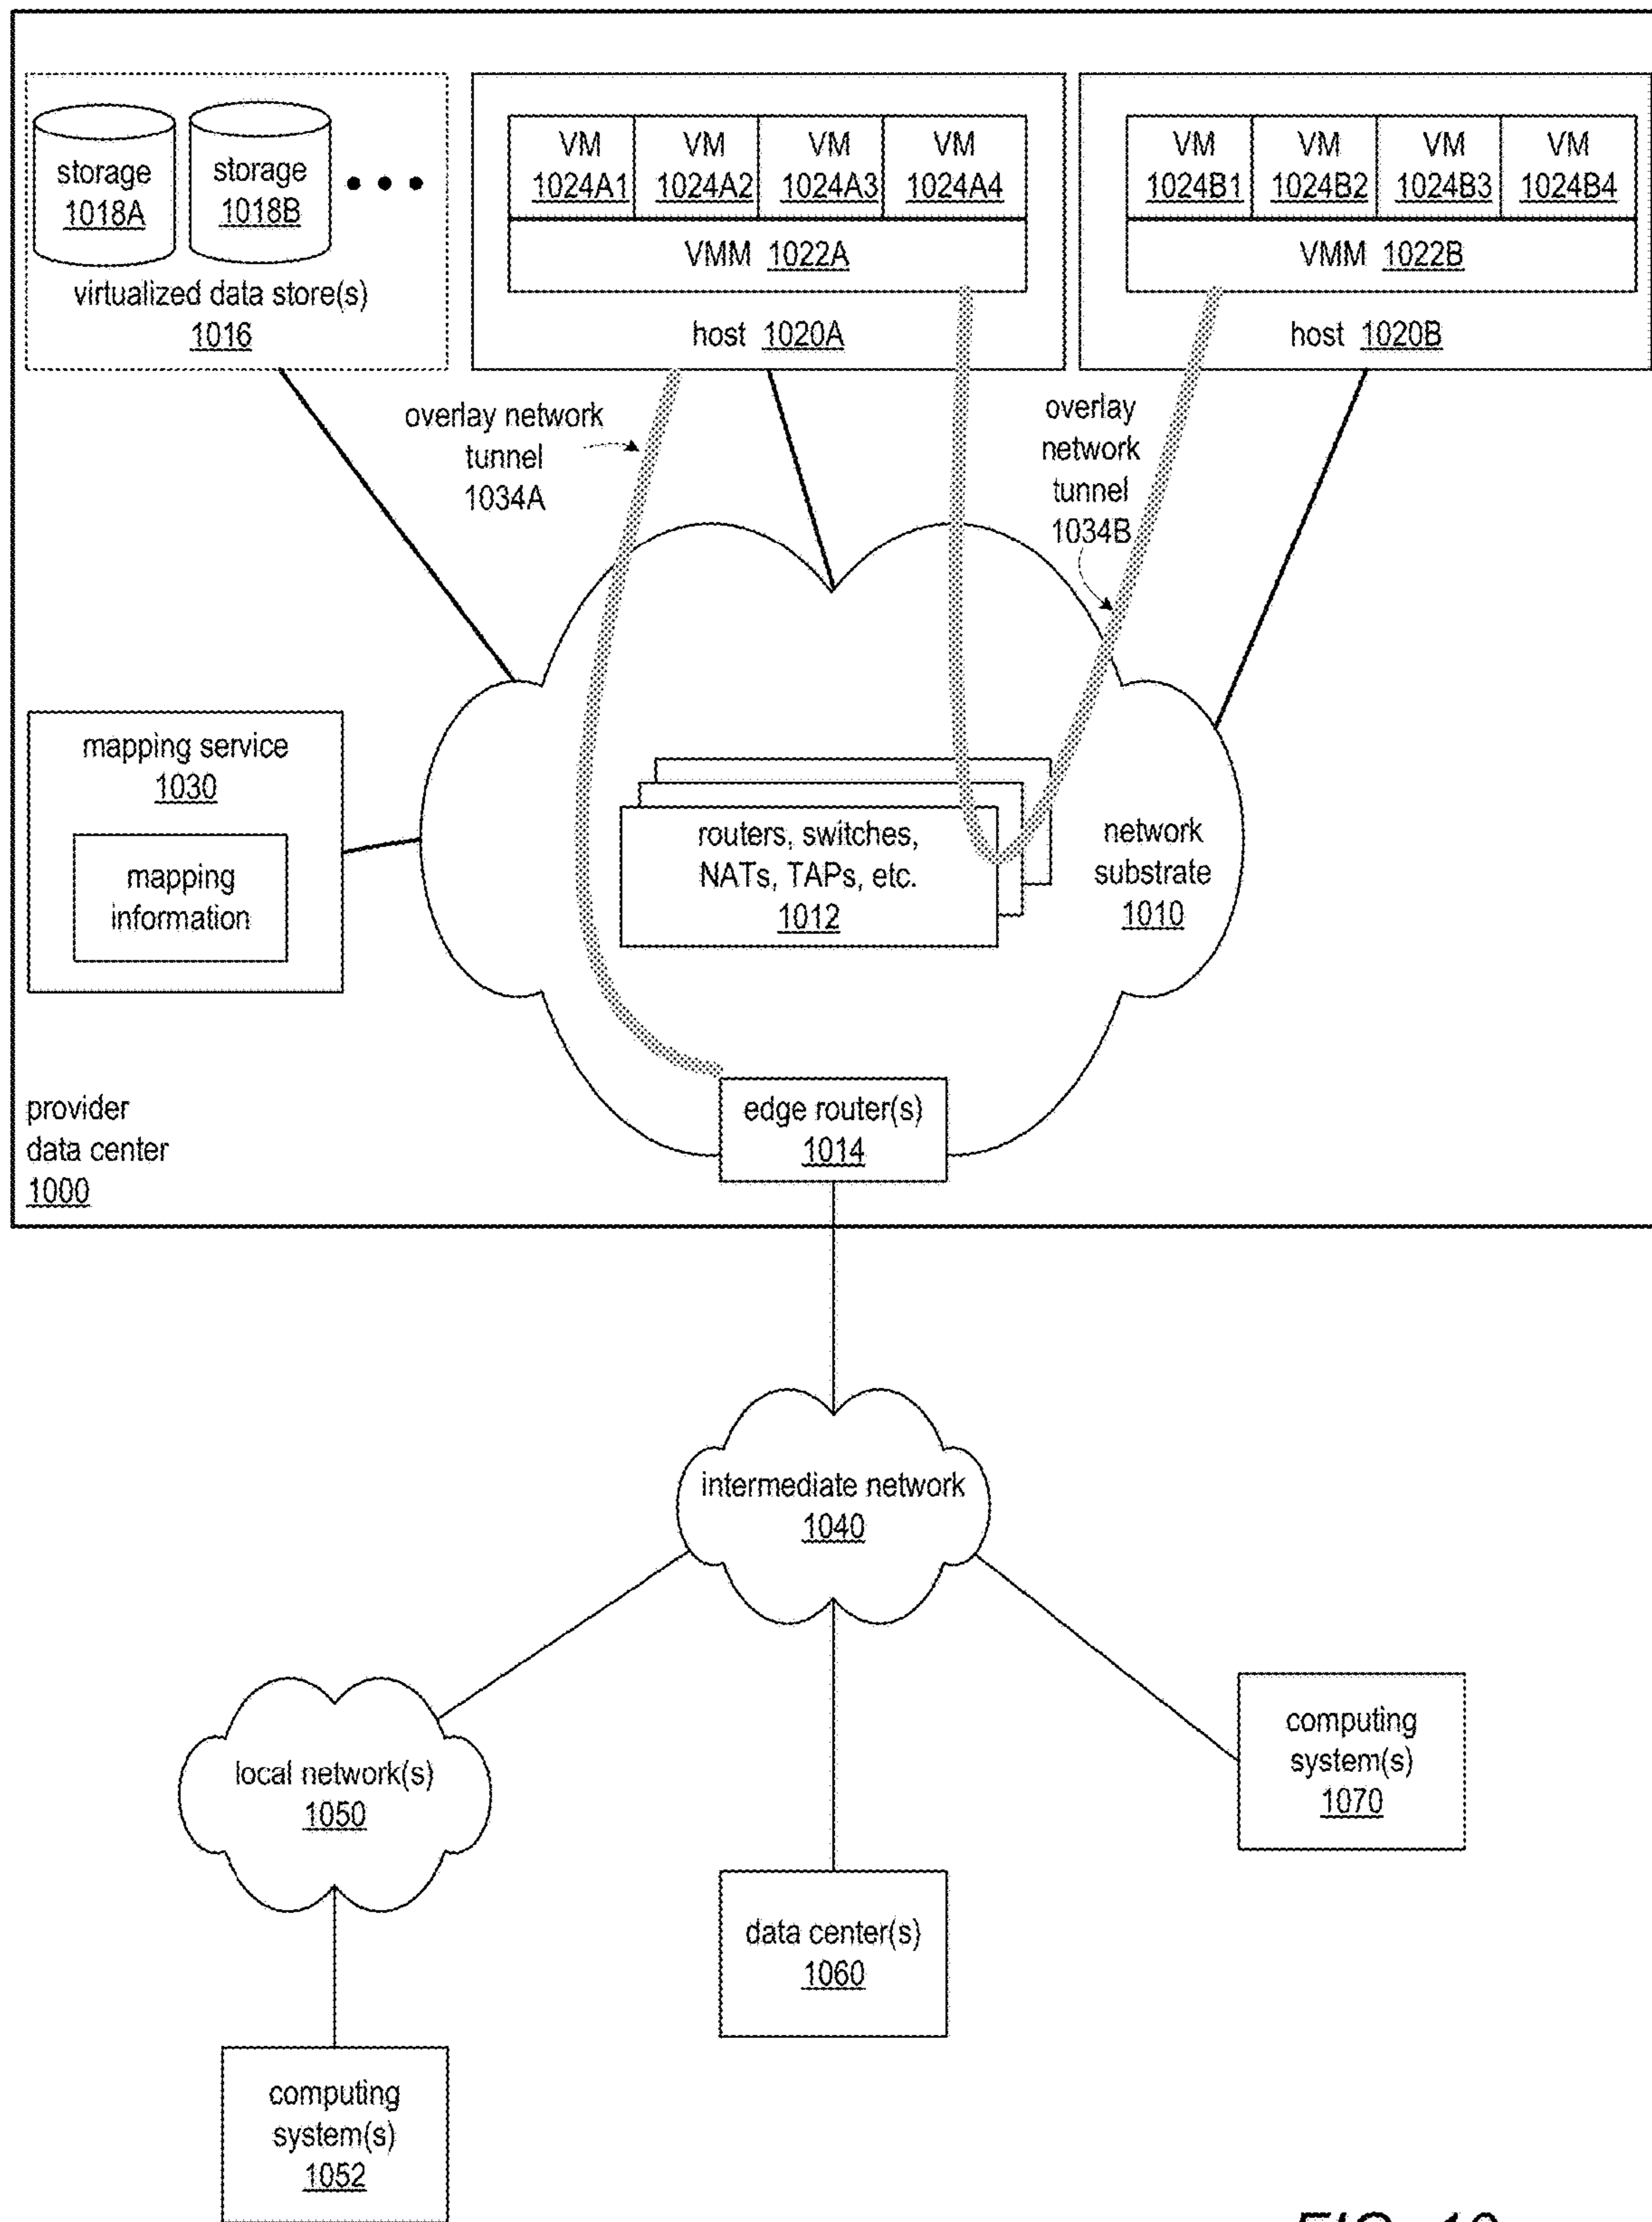 storage
1018A
storage
1018B
virtualized data store(s)
1016
VM
1024A1
VM
1024A2
VM
1024A3
VM
1024A4
VMM 1022A
host 1020A
VM
1024B1
VM
1024B2
VM
1024B3
VM
1024B4
VMM 1022B
host 1020B
overlay network
tunnel
1034A
overlay
network
tunnel
1034B
mapping service
1030
mapping
information
routers, switches,
NATs, TAPs, etc.
1012
network
substrate
1010
edge router(s)
1014
provider
data center
1000
intermediate network
1040
local network(s)
1050
computing
system(s)
1070
data center(s)
1060
computing
system(s)
1052